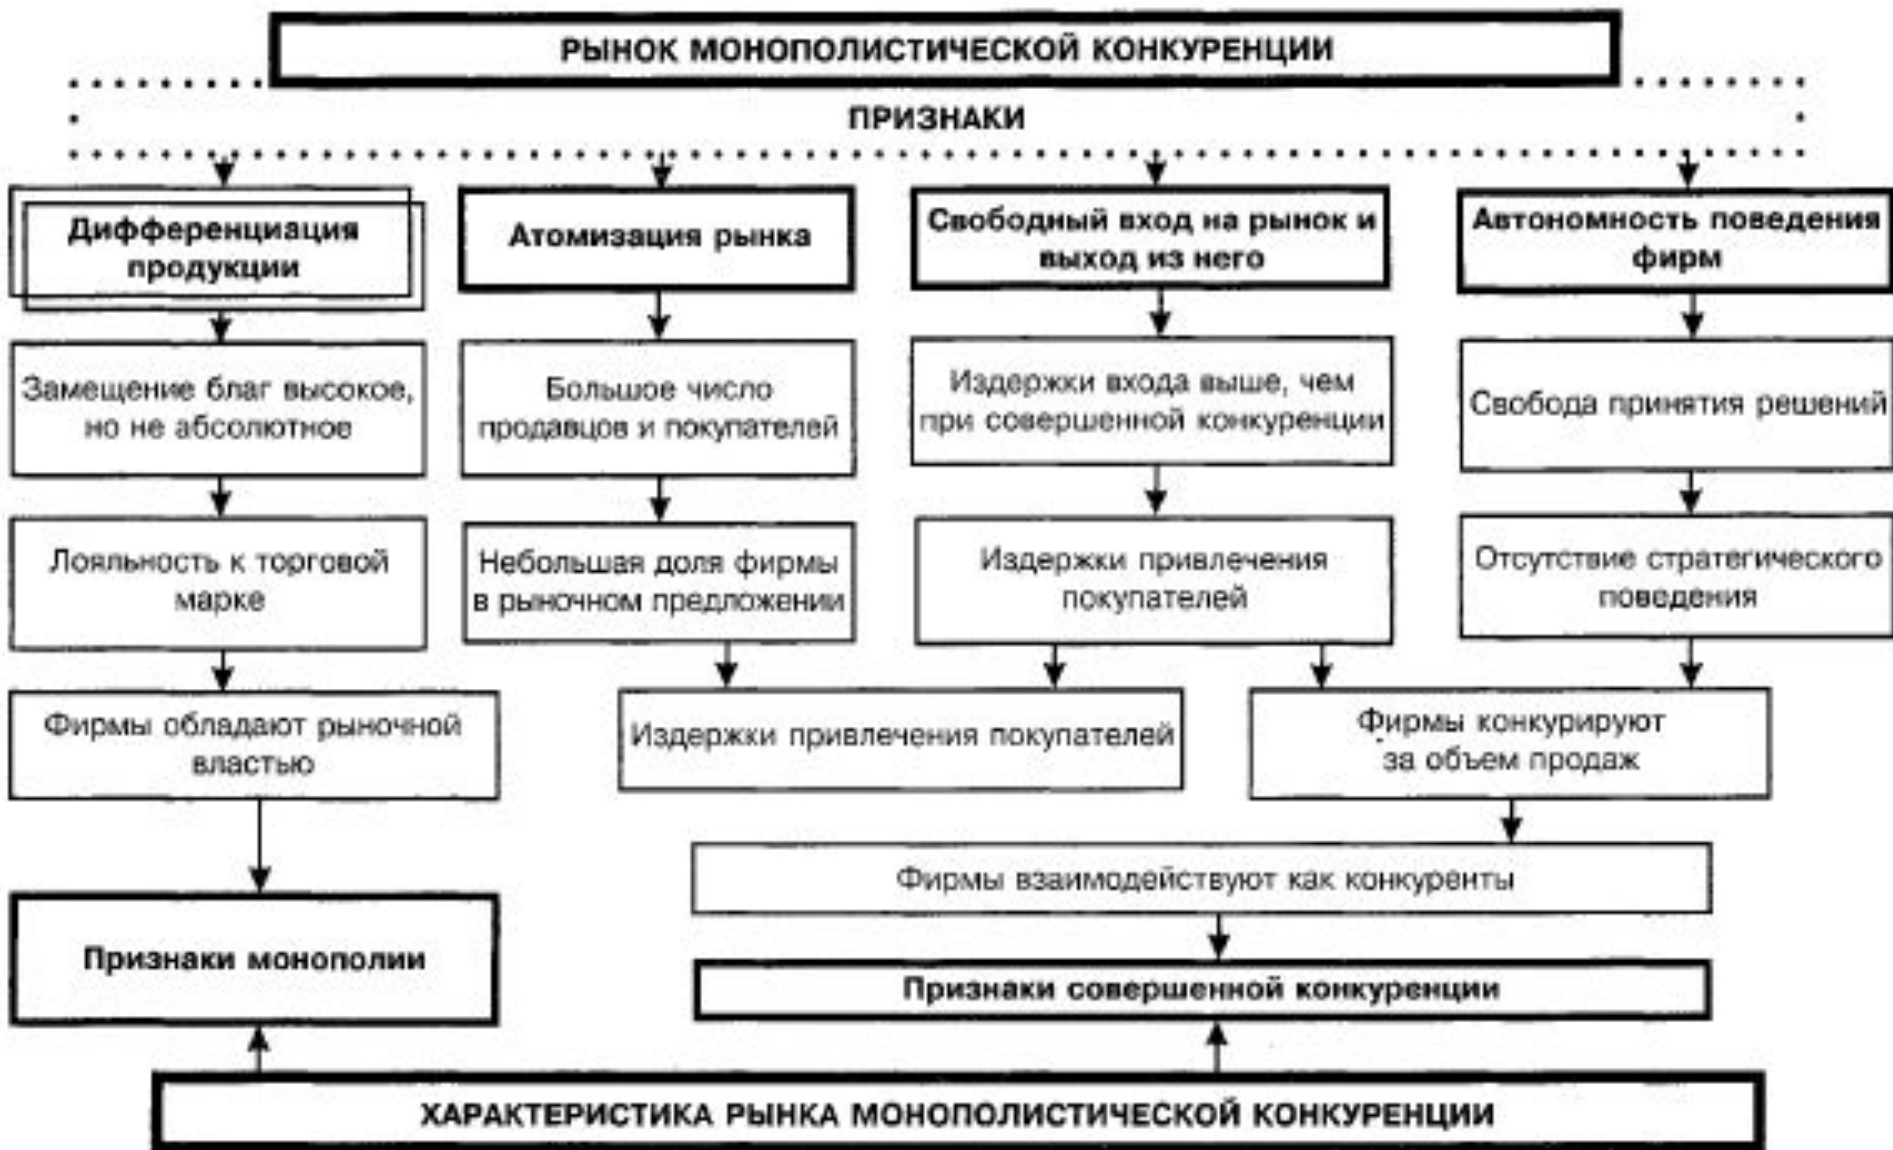 РЫНОК МОНОПОЛИСТИЧЕСКОЙ КОНКУРЕНЦИИ
ПРИЗНАКИ
Дифференциация
продукции
Атомизация рынка
Свободный вход на рынок и
выход из него
Автономность поведения
фирм
Замещение благ высокое,
но не абсолютное
Большое число
продавцов и покупателей
Издержки входа выше, чем
при совершенной конкуренции
Свобода принятия решений
Лояльность к торговой
марке
Небольшая доля фирмы
в рыночном предложении
Издержки привлечения
покупателей
Отсутствие стратегического
поведения
Фирмы обладают рыночной
властью
Издержки привлечения покупателей
Фирмы конкурируют
за объем продаж
Фирмы взаимодействуют как конкуренты
Признаки монополии
Признаки совершенной конкуренции
ХАРАКТЕРИСТИКА РЫНКА МОНОПОЛИСТИЧЕСКОЙ КОНКУРЕНЦИИ